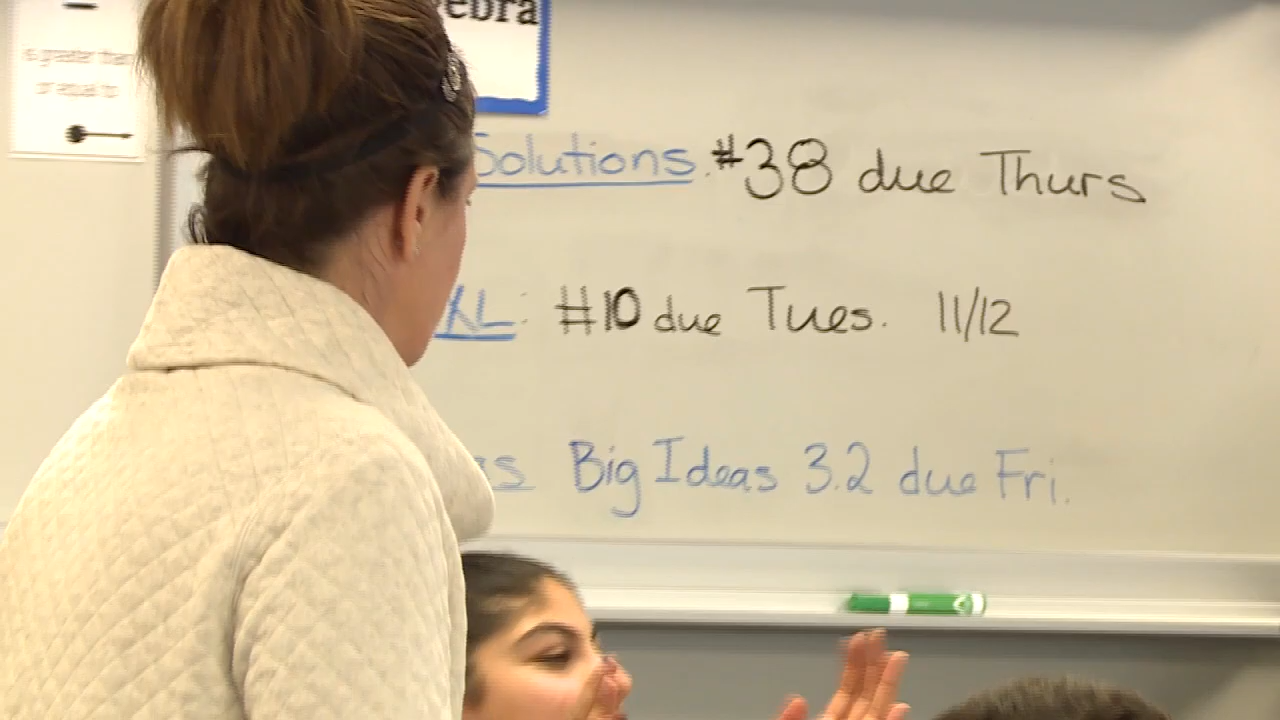 ebra
is greater than
or equal to
Solutions. #38 due Thurs
XL: #10 due Tues. 11/12
as Big Ideas 3.2 due Fri.